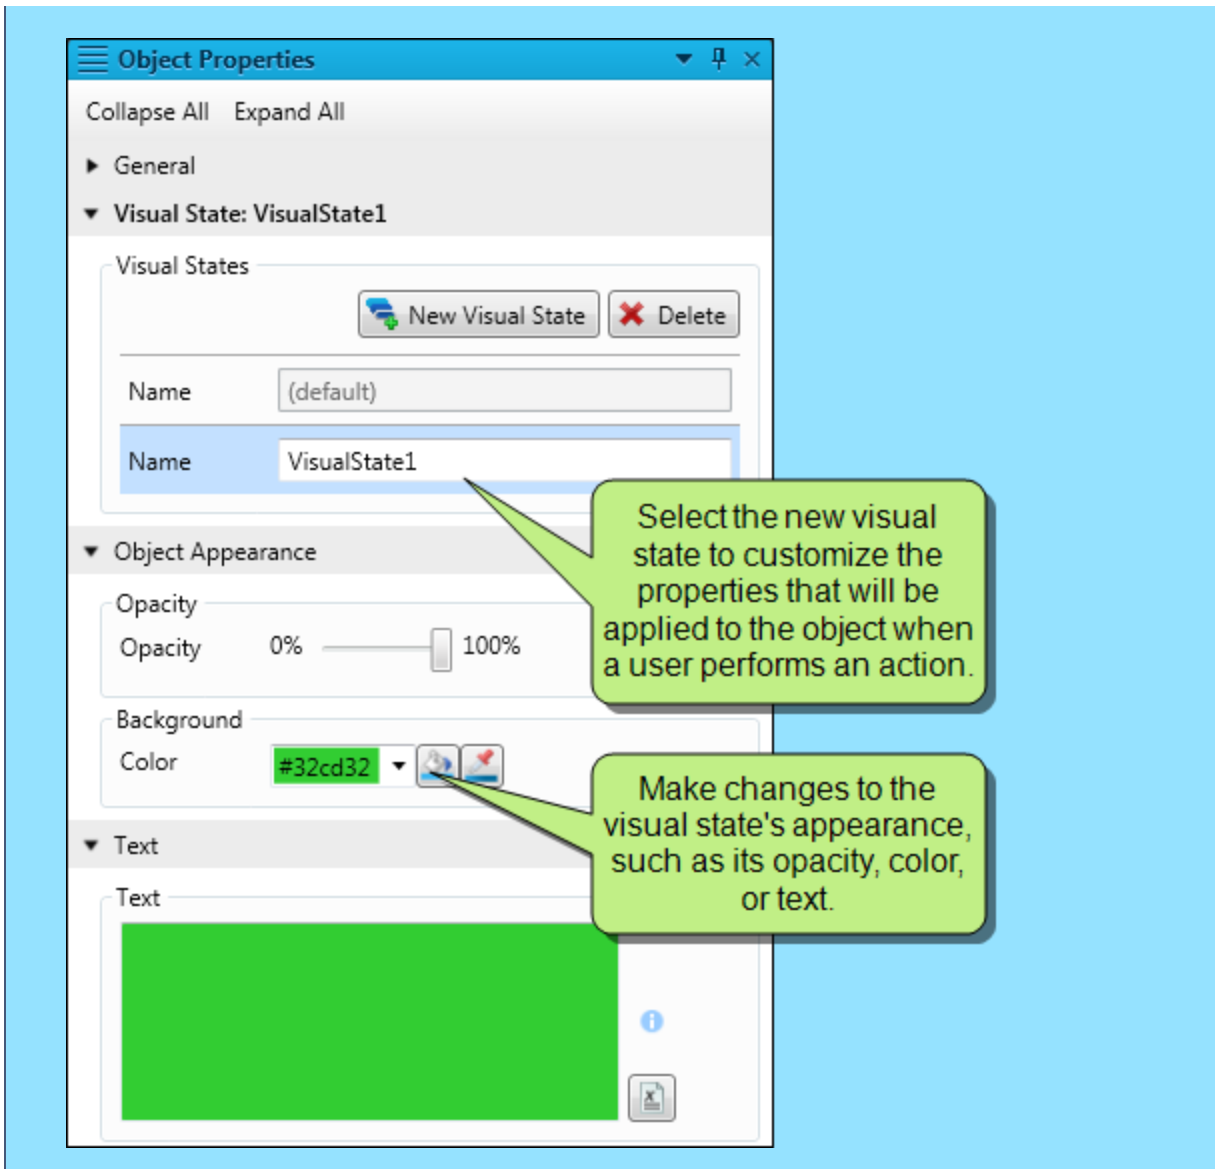 Object Properties
Collapse All Expand All
General
Visual State: VisualState1
Visual States
New Visual State Delete
Name (default)
Name VisualState1
Select the new visual
state to customize the
properties that will be
applied to the object when
a user performs an action.
Object Appearance
Opacity
Opacity 0% 100%
Background
Color #32cd32
Make changes to the
visual state's appearance,
such as its opacity, color,
or text.
Text
Text